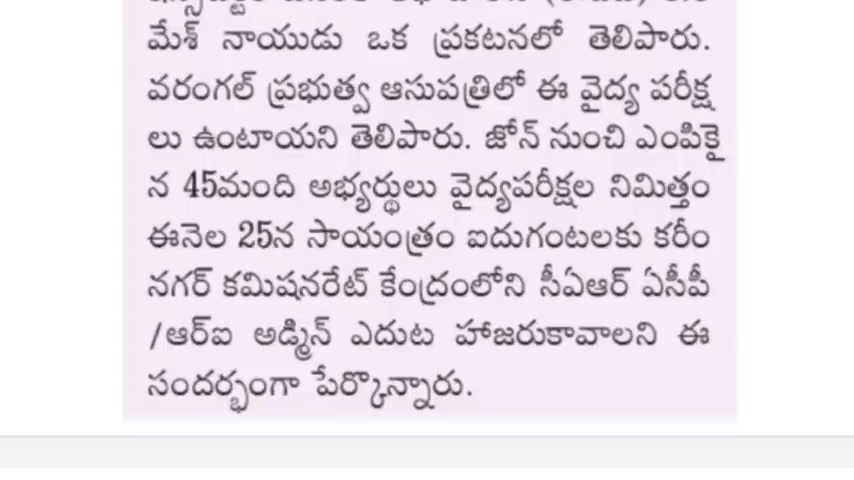 మేశ్ నాయుడు ఒక ప్రకటనలో తెలిపారు.
వరంగల్ ప్రభుత్వ ఆసుపత్రిలో ఈ వైద్య పరీక్ష
లు ఉంటాయని తెలిపారు. జోన్ నుంచి ఎంపికై
న 45మంది అభ్యర్థులు వైద్యపరీక్షల నిమిత్తం
ఈనెల 25న సాయంత్రం ఐదుగంటలకు కరీం
నగర్ కమిషనరేట్ కేంద్రంలోని సీఏఆర్ ఏసీపీ
/ఆర్ఐ అడ్మిన్ ఎదుట హాజరుకావాలని ఈ
సందర్భంగా పేర్కొన్నారు.